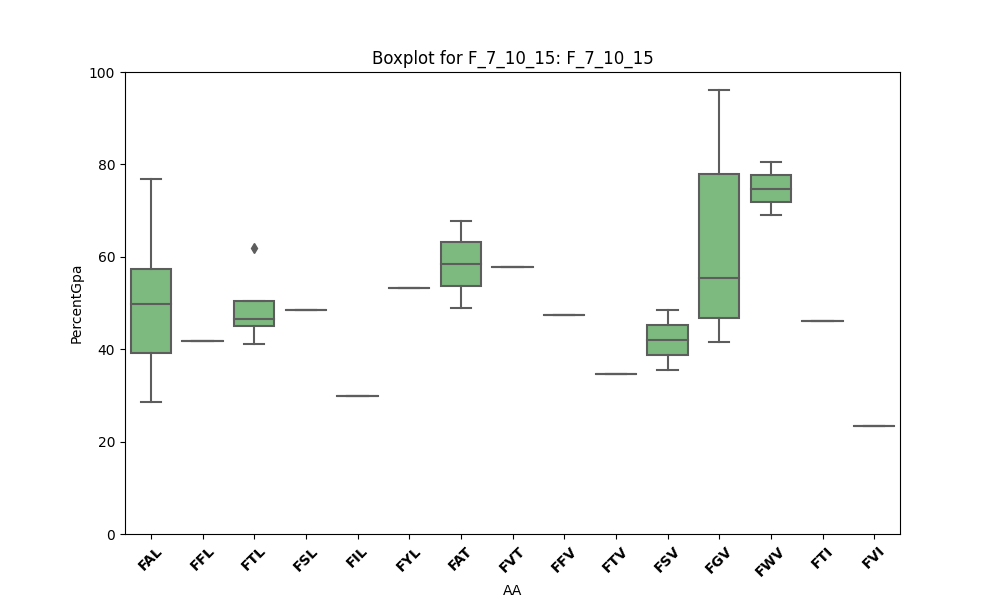 Boxplot for F_7_10_15: F_7_10_15
100
80
60
40
20
0
PercentGpa
FAL FFL FTL FSL FIL FYL FAT FVT FFV FTV FSV FGV FWV FTI FVI
AA